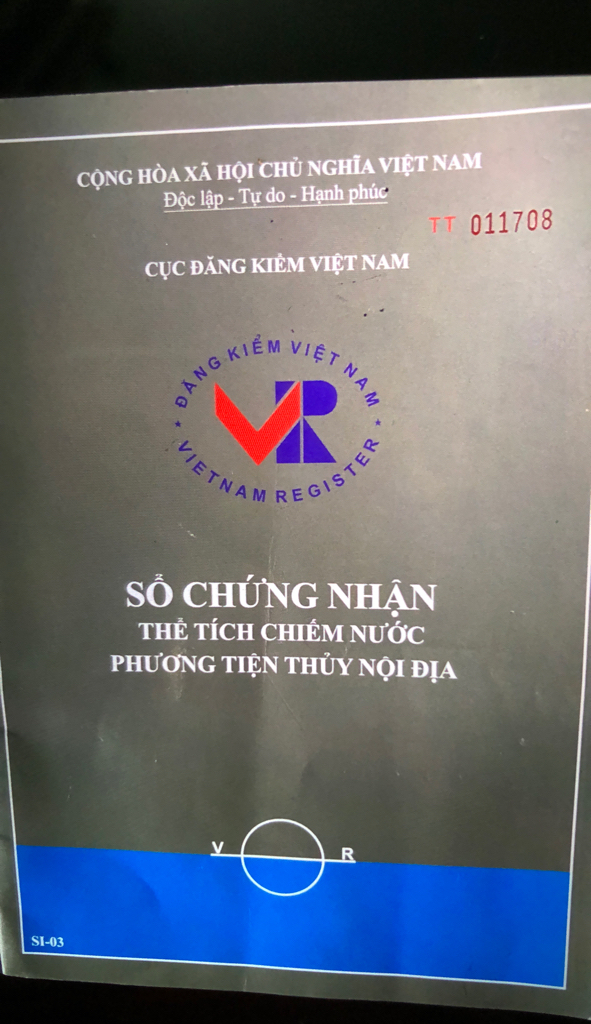 CỘNG HÒA XÃ HỘI CHỦ NGHĨA VIỆT NAM
Độc lập - Tự do - Hạnh phúc
TT 011708
CỤC ĐĂNG KIỂM VIỆT NAM
* ĐĂNG KIỂM VIỆT NAM *
VR
VIETNAM REGISTER
SỔ CHỨNG NHẬN
THỂ TÍCH CHIẾM NƯỚC
PHƯƠNG TIỆN THỦY NỘI ĐỊA
V R
SI-03